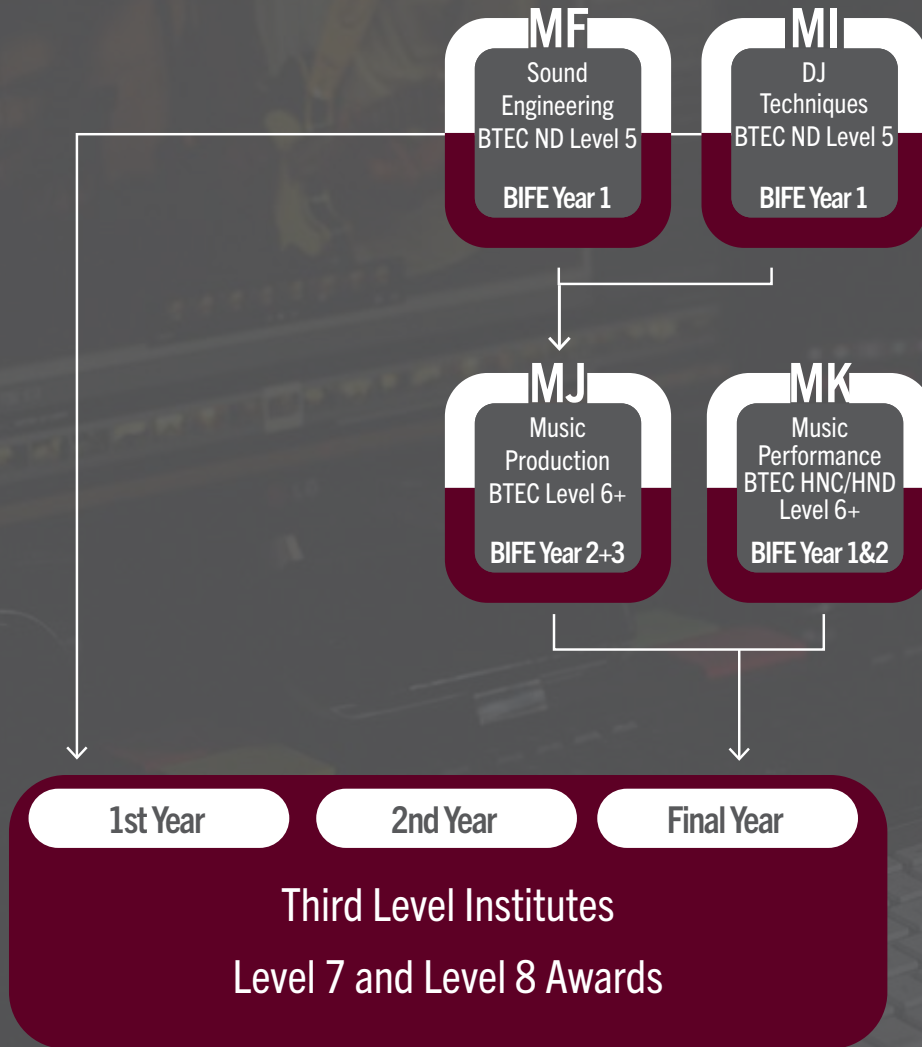 MF
Sound
Engineering
BTEC ND Level 5
BIFE Year 1
MI
DJ
Techniques
BTEC ND Level 5
BIFE Year 1
MJ
Music
Production
BTEC Level 6+
BIFE Year 2+3
MK
Music
Performance
BTEC HNC/HND
Level 6+
BIFE Year 1&2
1st Year
2nd Year
Final Year
Third Level Institutes
Level 7 and Level 8 Awards